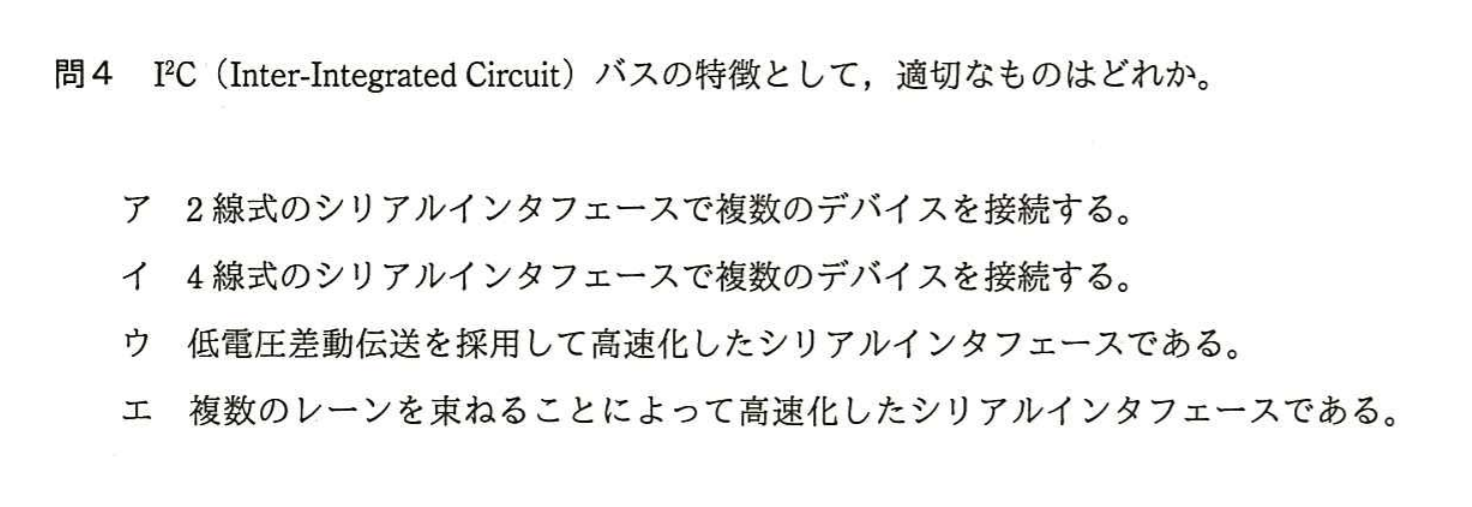 問4 I²C（Inter-Integrated Circuit）バスの特徴として，適切なものはどれか。
ア 2線式のシリアルインタフェースで複数のデバイスを接続する。
イ 4線式のシリアルインタフェースで複数のデバイスを接続する。
ウ 低電圧差動伝送を採用して高速化したシリアルインタフェースである。
エ 複数のレーンを束ねることによって高速化したシリアルインタフェースである。